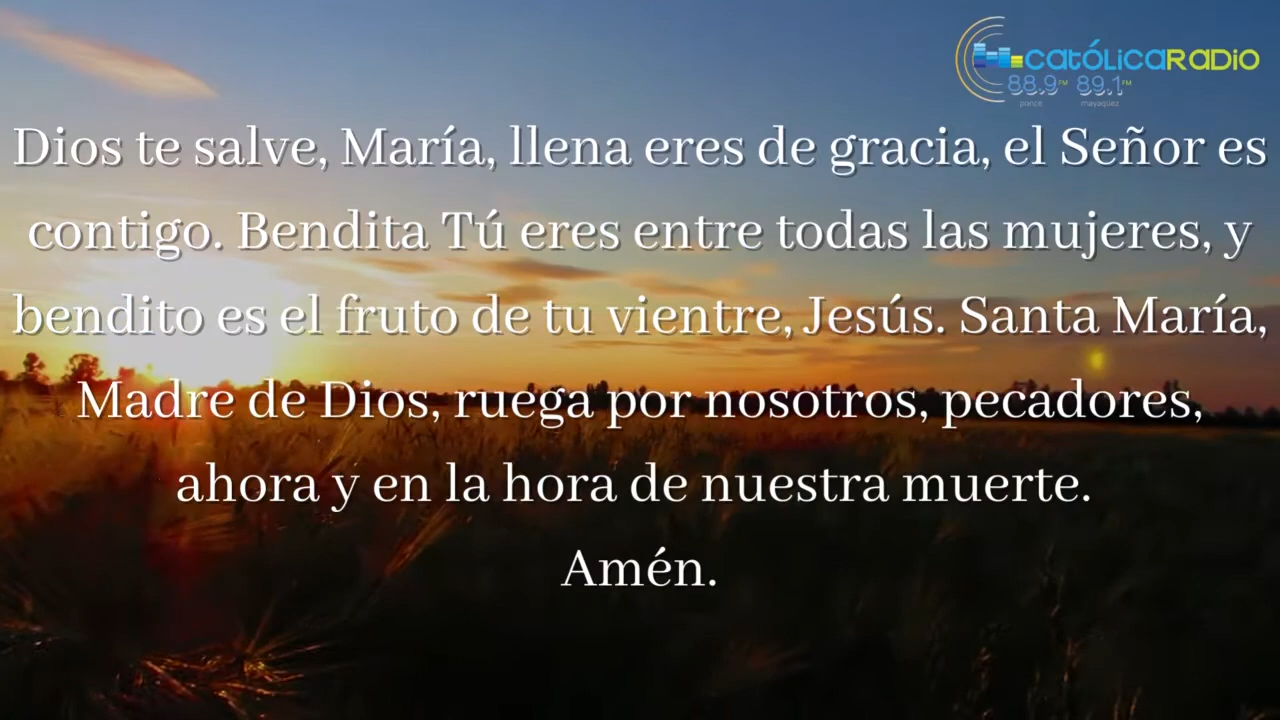 católicaRadio
88.9 FM 89.1 FM
ponce mayagüez
Dios te salve, María, llena eres de gracia, el Señor es
contigo. Bendita Tú eres entre todas las mujeres, y
bendito es el fruto de tu vientre, Jesús. Santa María,
Madre de Dios, ruega por nosotros, pecadores,
ahora y en la hora de nuestra muerte.
Amén.